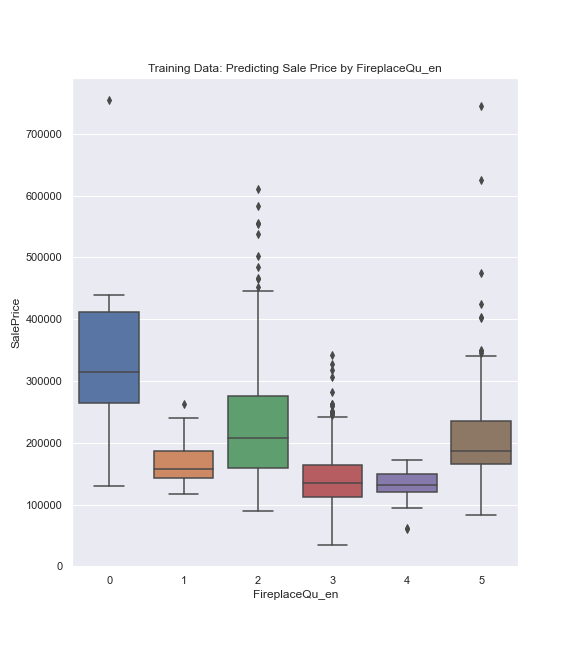 Training Data: Predicting Sale Price by FireplaceQu_en
700000
600000
500000
400000
300000
200000
100000
0
SalePrice
0 1 2 3 4 5
FireplaceQu_en